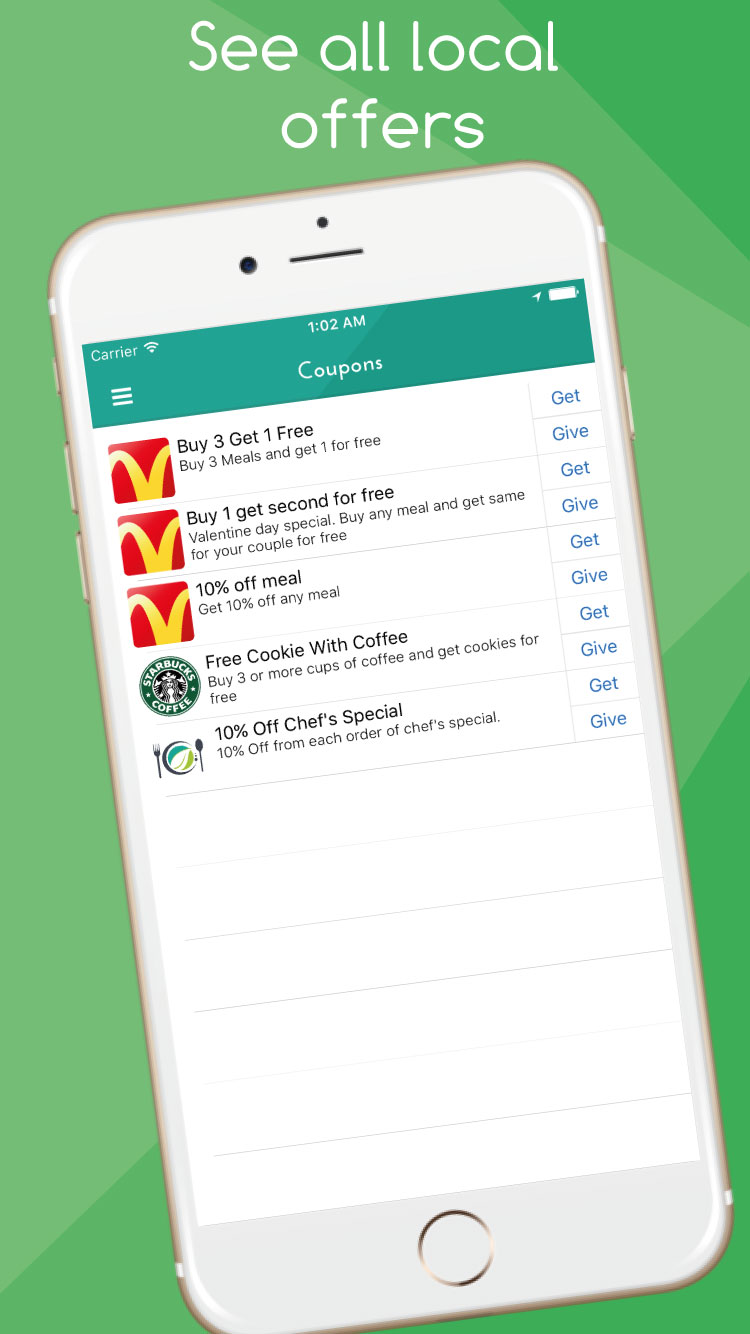 See all local
offers
Carrier
1:02 AM
Coupons
Buy 3 Get 1 Free
Buy 3 Meals and get 1 for free
Get
Give
Buy 1 get second for free
Valentine day special. Buy any meal and get same
for your couple for free
Get
Give
10% off meal
Get 10% off any meal
Get
Give
STARBUCKS
COFFEE
Free Cookie With Coffee
Buy 3 or more cups of coffee and get cookies for
free
Get
Give
10% Off Chef's Special
10% Off from each order of chef's special.
Get
Give